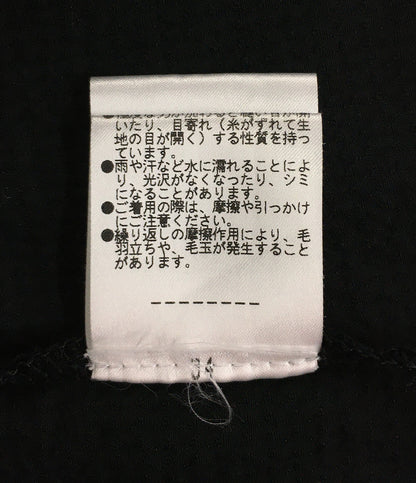 いたり、目寄れ（糸がずれて生
地の目が開く）する性質を持っ
ています。
●雨や汗など水に濡れることによ
り、光沢がなくなったり、シミ
になることがあります。
●ご着用の際は、摩擦や引っかけ
にご注意ください。
●繰り返しの摩擦作用により、毛
羽立ちや、毛玉が発生すること
があります。
---------